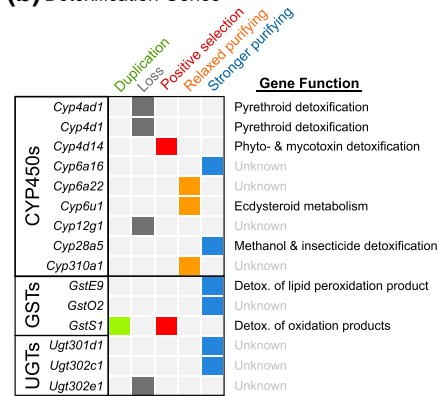 (b) Detoxification Genes
Duplication
Loss
Positive selection
Relaxed purifying
Stronger purifying
Gene Function
CYP450s
Cyp4ad1 Pyrethroid detoxification
Cyp4d1 Pyrethroid detoxification
Cyp4d14 Phyto- & mycotoxin detoxification
Cyp6a16 Unknown
Cyp6a22 Unknown
Cyp6u1 Ecdysteroid metabolism
Cyp12g1 Unknown
Cyp28a5 Methanol & insecticide detoxification
Cyp310a1 Unknown
GSTs
GstE9 Detox. of lipid peroxidation product
GstO2 Unknown
GstS1 Detox. of oxidation products
UGTs
Ugt301d1 Unknown
Ugt302c1 Unknown
Ugt302e1 Unknown